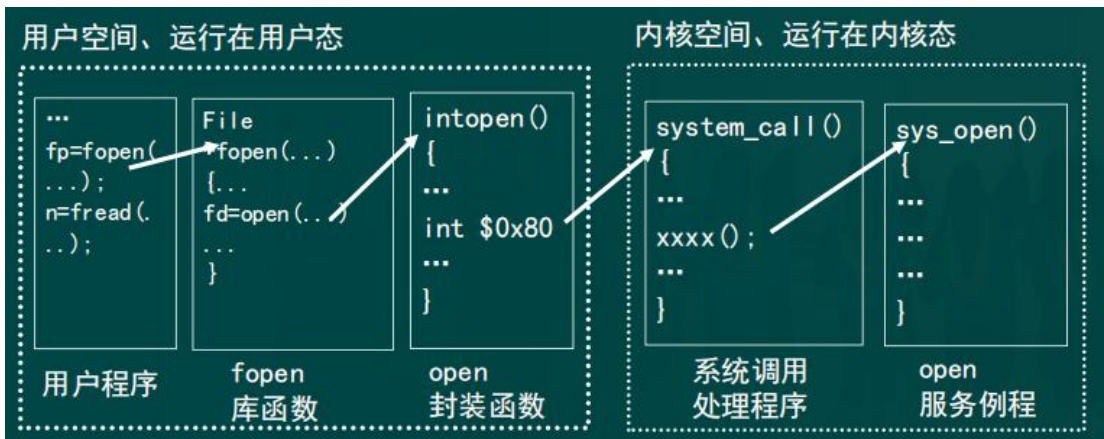 用户空间、运行在用户态
内核空间、运行在内核态
...
fp=fopen(
...);
n=fread(.
..);
用户程序
File
*fopen(...)
{...
fd=open(...)
...
}
fopen
库函数
intopen()
{
...
int $0x80
...
}
open
封装函数
system_call()
{
...
xxxx();
...
}
系统调用
处理程序
sys_open()
{
...
...
...
}
open
服务例程